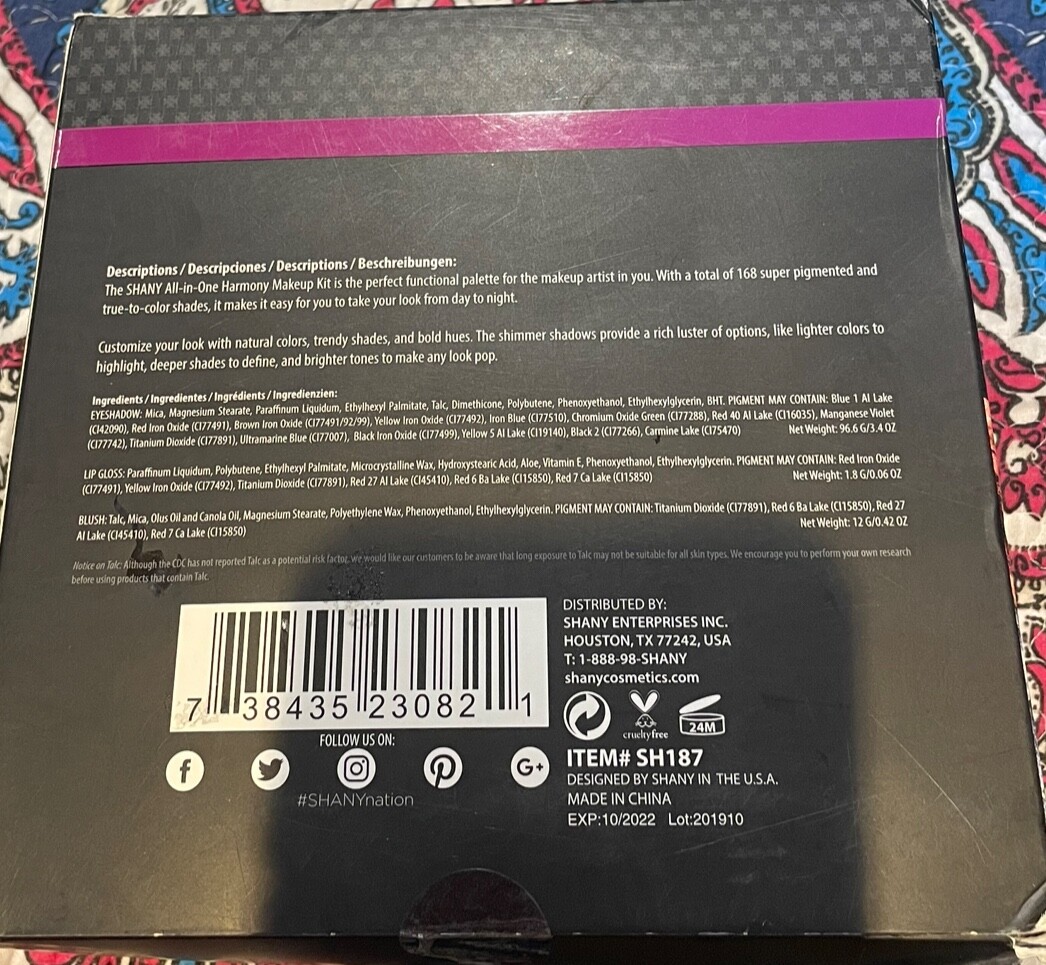 Descriptions / Descripciones / Descriptions / Beschreibungen:
The SHANY All-in-One Harmony Makeup Kit is the perfect functional palette for the makeup artist in you. With a total of 168 super pigmented and
true-to-color shades, it makes it easy for you to take your look from day to night.
Customize your look with natural colors, trendy shades, and bold hues. The shimmer shadows provide a rich luster of options, like lighter colors to
highlight, deeper shades to define, and brighter tones to make any look pop.
Ingredients / Ingredientes / Ingrédients / Ingredienzien:
EYESHADOW: Mica, Magnesium Stearate, Paraffinum Liquidum, Ethylhexyl Palmitate, Talc, Dimethicone, Polybutene, Phenoxyethanol, Ethylhexylglycerin, BHT. PIGMENT MAY CONTAIN: Blue 1 Al Lake
(CI42090), Red Iron Oxide (CI77491), Brown Iron Oxide (CI77491/92/99), Yellow Iron Oxide (CI77492), Iron Blue (CI77510), Chromium Oxide Green (CI77288), Red 40 Al Lake (CI16035), Manganese Violet
(CI77742), Titanium Dioxide (CI77891), Ultramarine Blue (CI77007), Black Iron Oxide (CI77499), Yellow 5 Al Lake (CI19140), Black 2 (CI77266), Carmine Lake (CI75470) Net Weight: 96.6 G/3.4 OZ
LIP GLOSS: Paraffinum Liquidum, Polybutene, Ethylhexyl Palmitate, Microcrystalline Wax, Hydroxystearic Acid, Aloe, Vitamin E, Phenoxyethanol, Ethylhexylglycerin. PIGMENT MAY CONTAIN: Red Iron Oxide
(CI77491), Yellow Iron Oxide (CI77492), Titanium Dioxide (CI77891), Red 27 Al Lake (CI45410), Red 6 Ba Lake (CI15850), Red 7 Ca Lake (CI15850) Net Weight: 1.8 G/0.06 OZ
BLUSH: Talc, Mica, Olus Oil and Canola Oil, Magnesium Stearate, Polyethylene Wax, Phenoxyethanol, Ethylhexylglycerin. PIGMENT MAY CONTAIN: Titanium Dioxide (CI77891), Red 6 Ba Lake (CI15850), Red 27
Al Lake (CI45410), Red 7 Ca Lake (CI15850) Net Weight: 12 G/0.42 OZ
Notice on Talc: Although the CDC has not reported Talc as a potential risk factor, we would like our customers to be aware that long exposure to Talc may not be suitable for all skin types. We encourage you to perform your own research
before using products that contain Talc.
7 38435 23082 1
DISTRIBUTED BY:
SHANY ENTERPRISES INC.
HOUSTON, TX 77242, USA
T: 1-888-98-SHANY
shanycosmetics.com
crueltyfree
24M
FOLLOW US ON:
f
G+
#SHANYnation
ITEM# SH187
DESIGNED BY SHANY IN THE U.S.A.
MADE IN CHINA
EXP:10/2022 Lot:201910